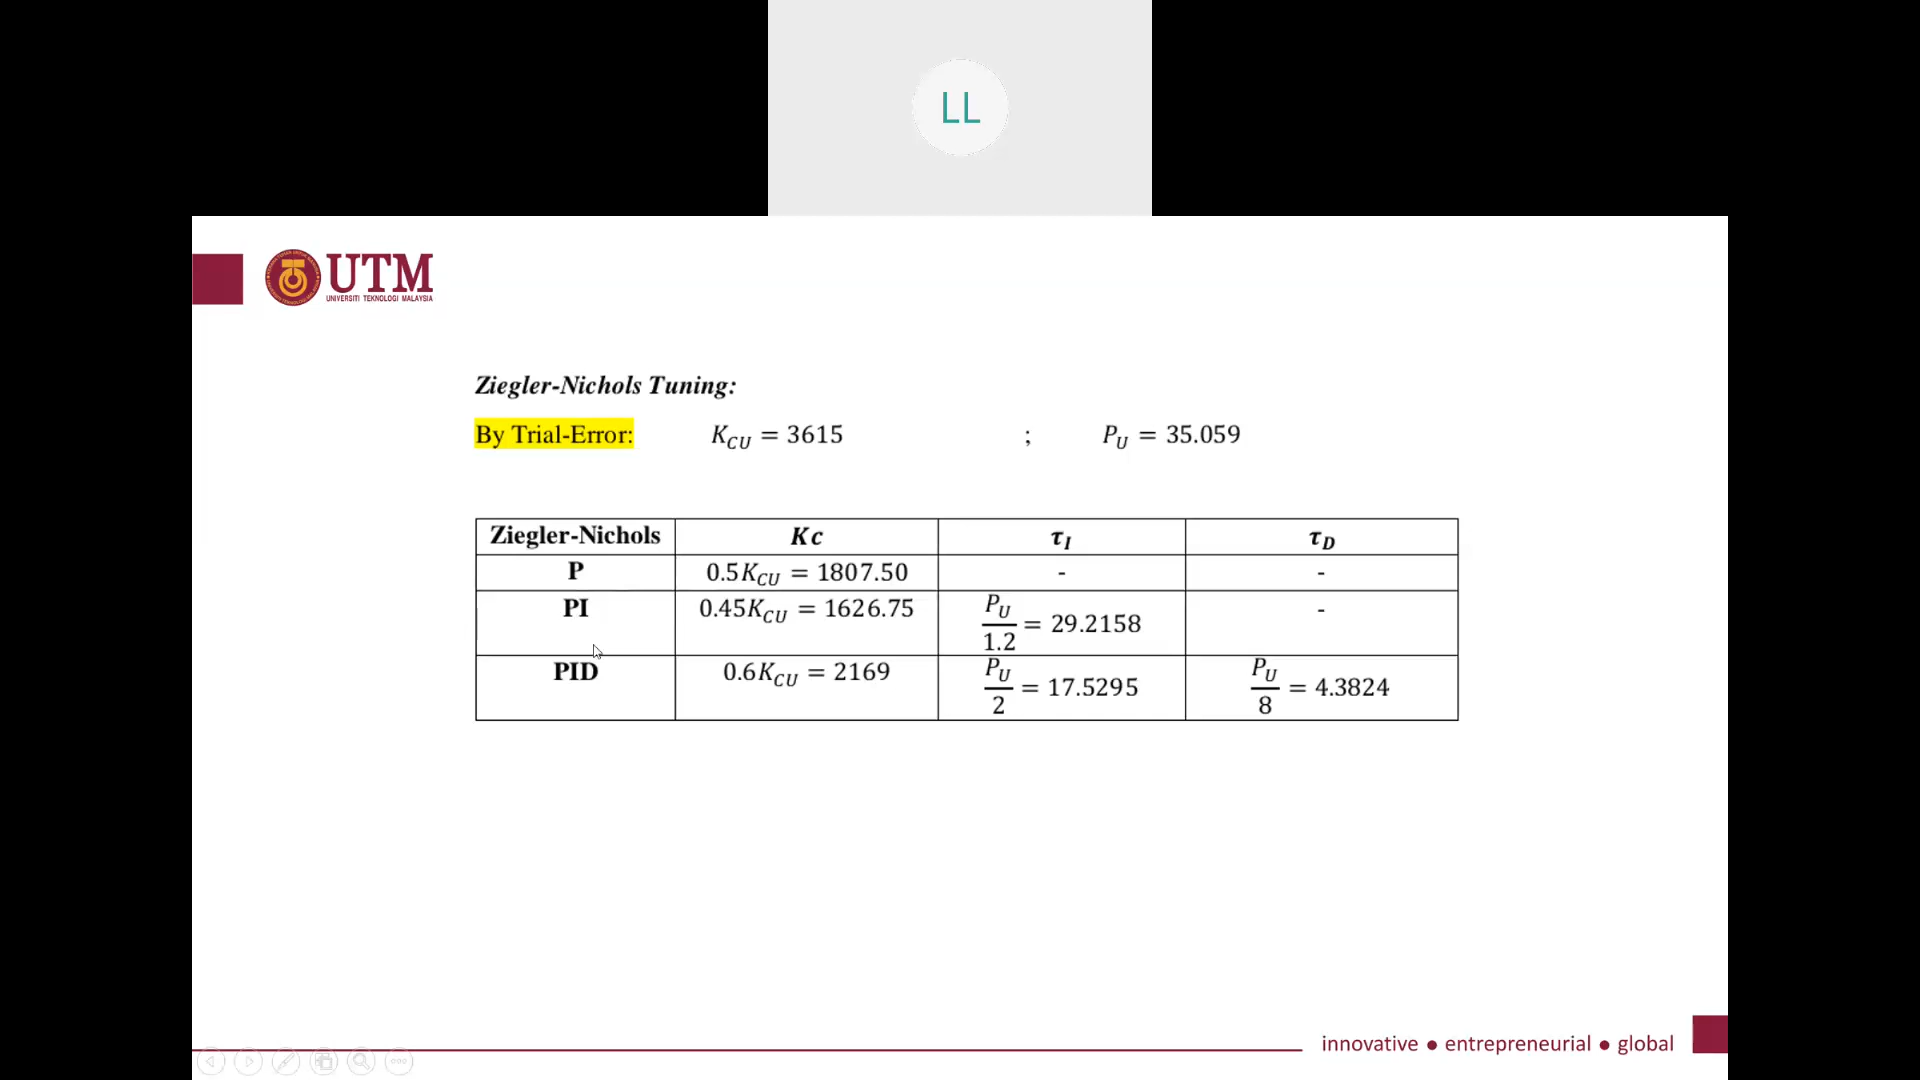 LL
UTM
UNIVERSITI TEKNOLOGI MALAYSIA
Ziegler-Nichols Tuning:
By Trial-Error: K_CU = 3615 ; P_U = 35.059
Ziegler-Nichols Kc τ_I τ_D
P 0.5K_CU = 1807.50 - -
PI 0.45K_CU = 1626.75 P_U/1.2 = 29.2158 -
PID 0.6K_CU = 2169 P_U/2 = 17.5295 P_U/8 = 4.3824
innovative ● entrepreneurial ● global